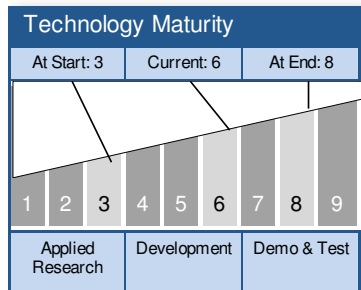 Technology Maturity
At Start: 3 Current: 6 At End: 8
1 2 3 4 5 6 7 8 9
Applied Development Demo & Test
Research